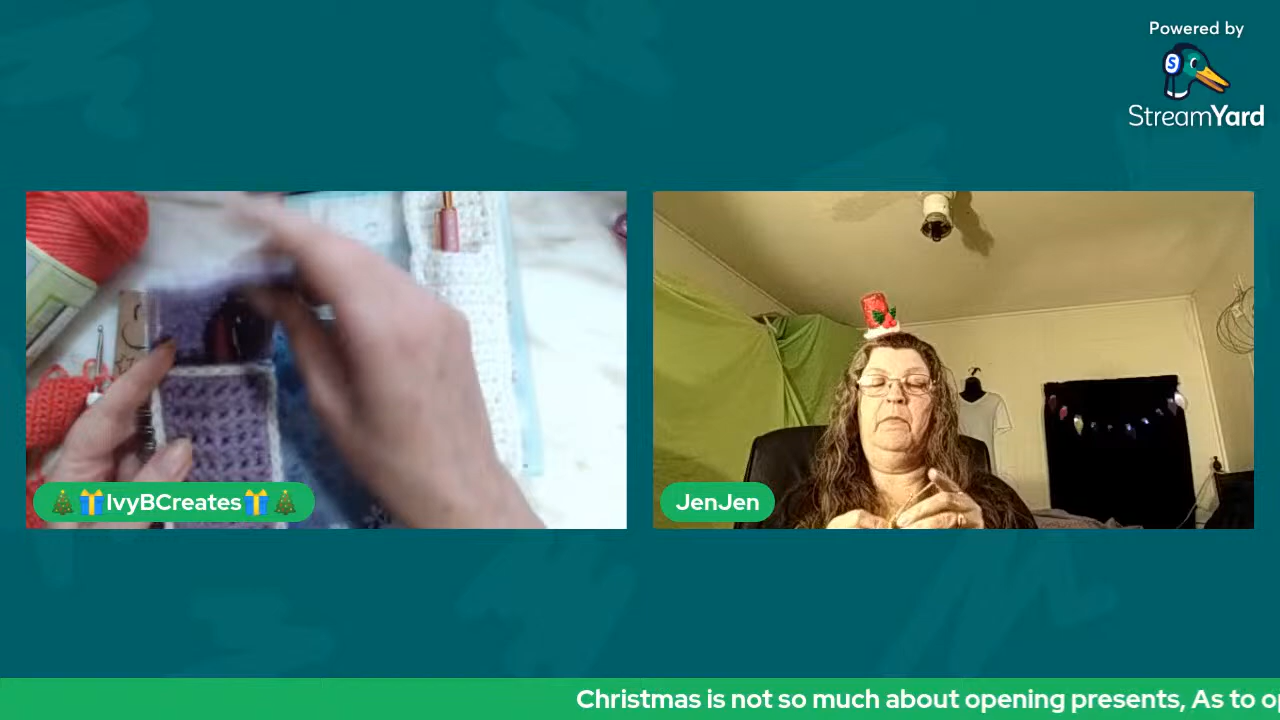 Powered by
S
StreamYard
🎄🎁IvyBCreates🎁🎄
JenJen
Christmas is not so much about opening presents, As to